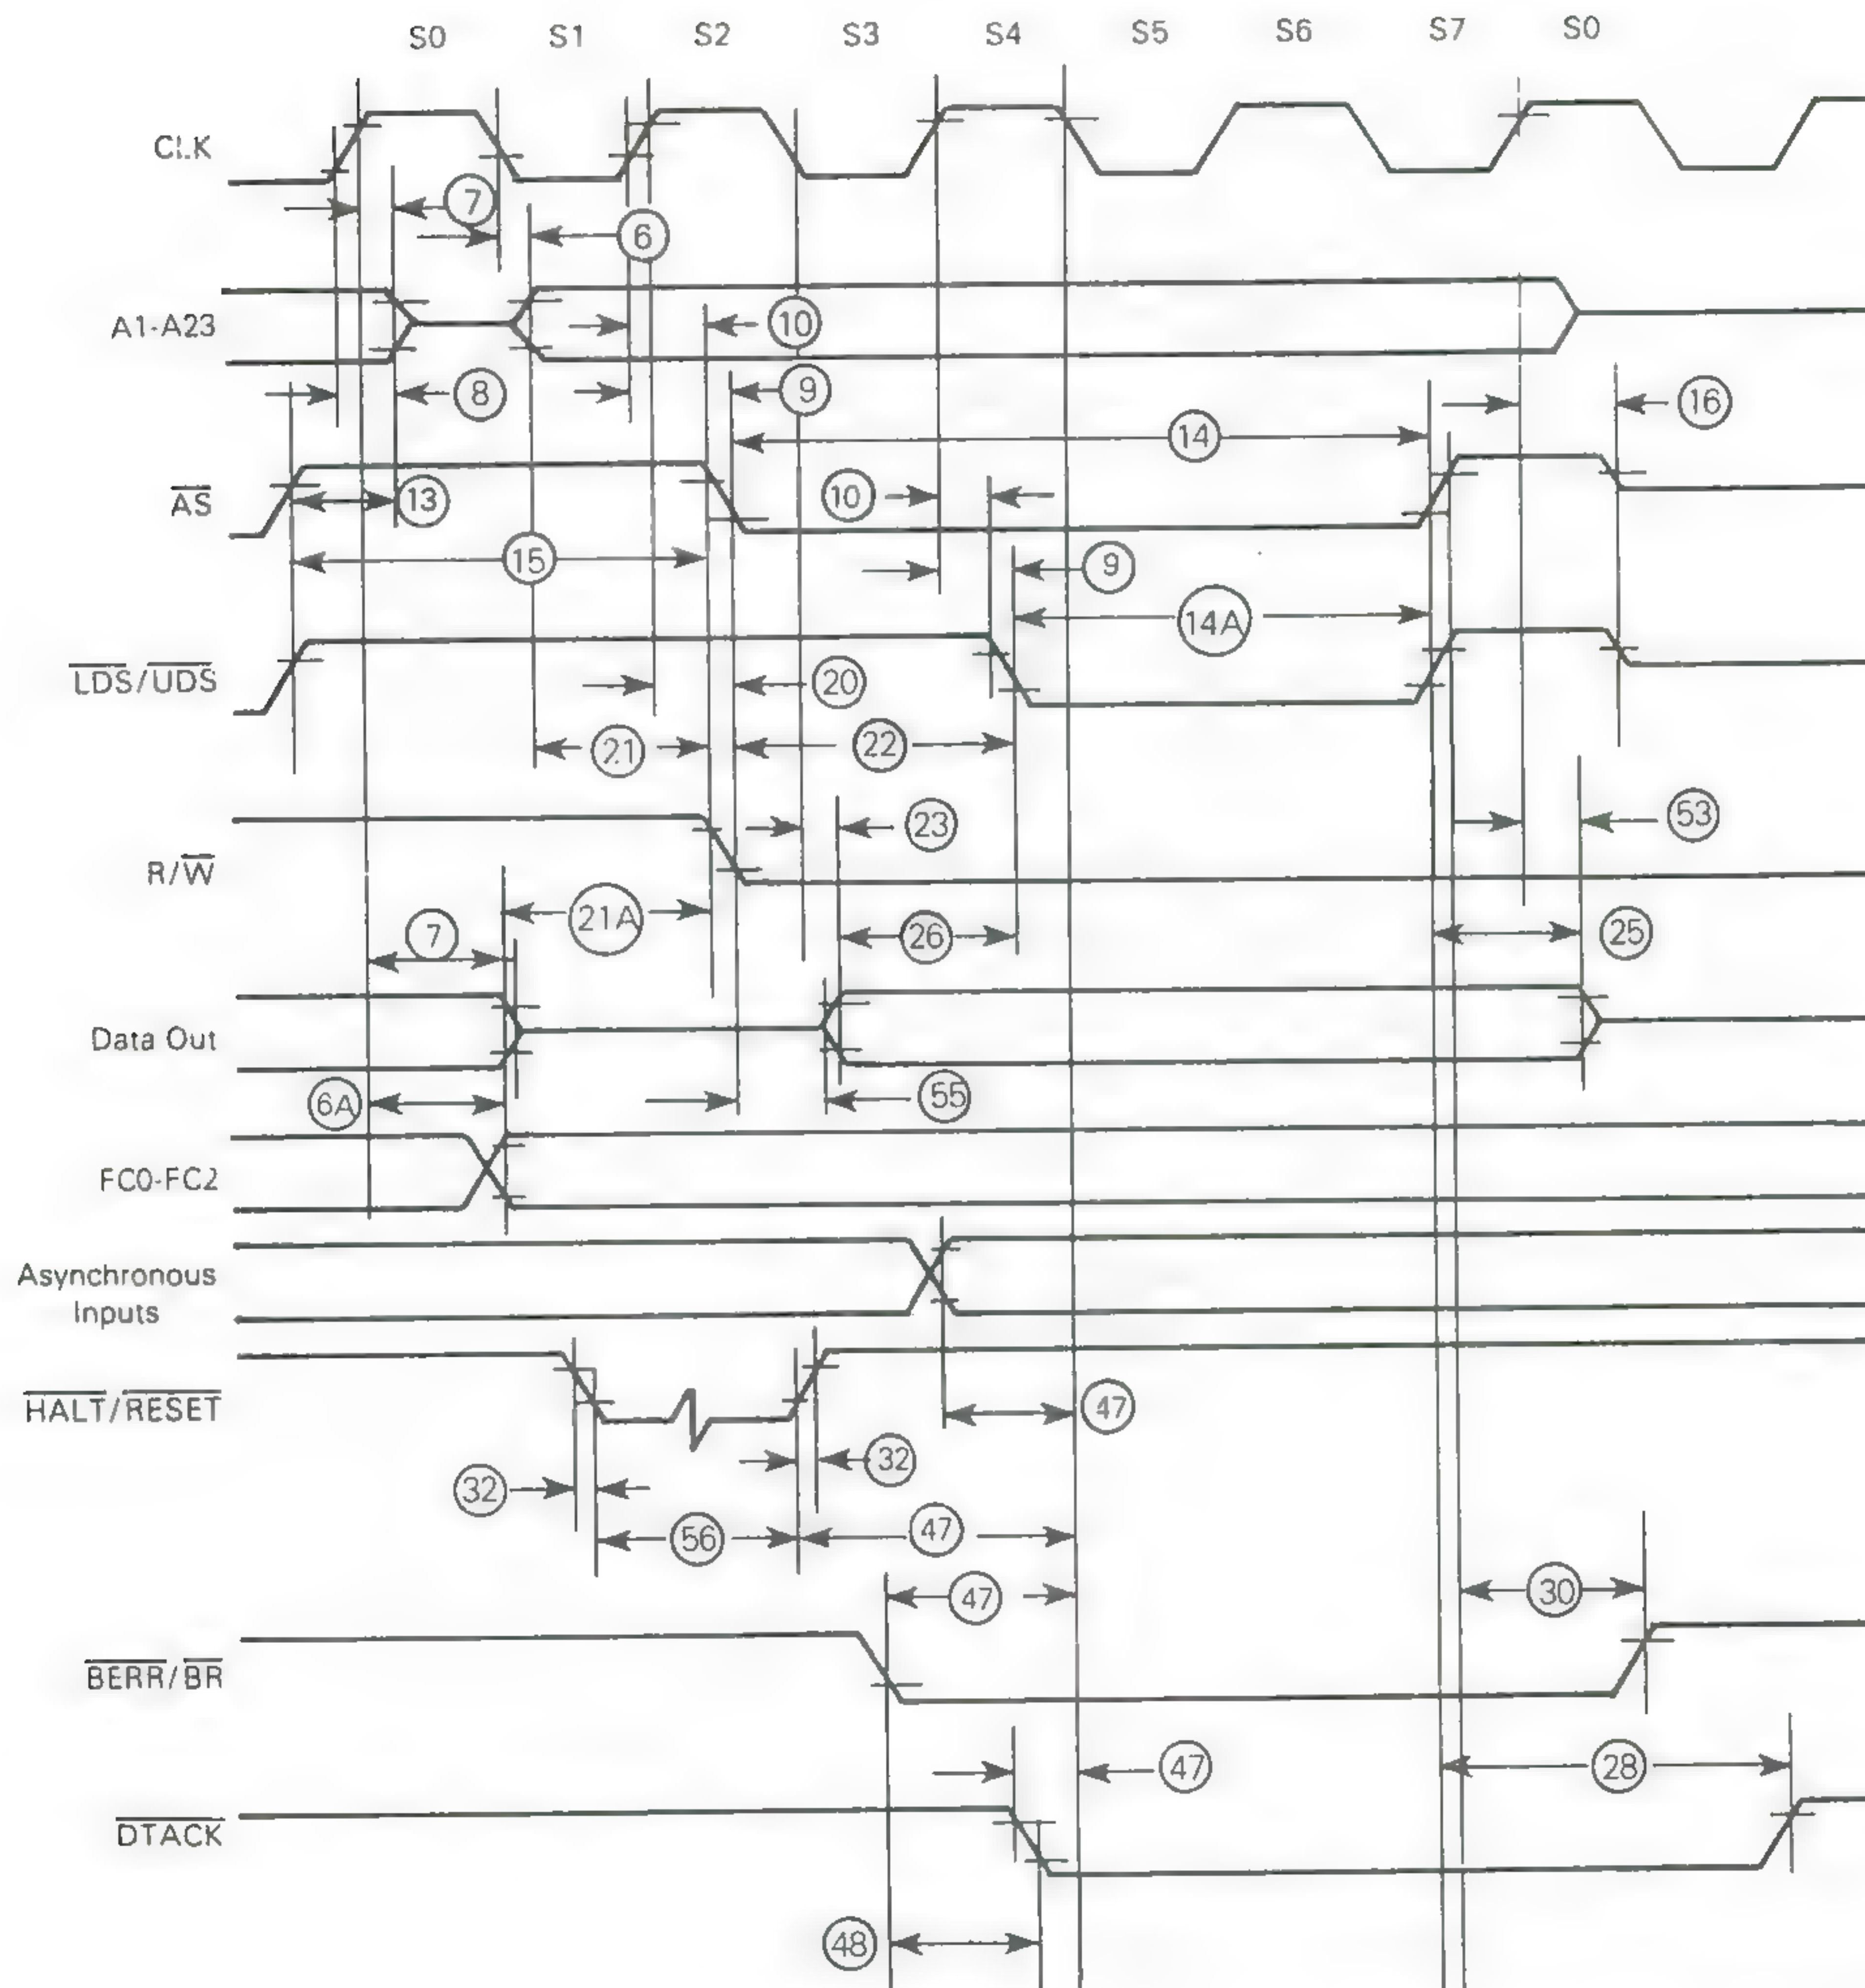 S0 S1 S2 S3 S4 S5 S6 S7 S0
CLK
7
6
A1-A23
10
8
9
16
14
AS
13
10
15
9
14A
LDS/UDS
20
21
22
23
53
R/W
21A
7
26
25
Data Out
6A
55
FC0-FC2
Asynchronous
Inputs
HALT/RESET
47
32
32
56
47
47
30
BERR/BR
47
28
DTACK
48